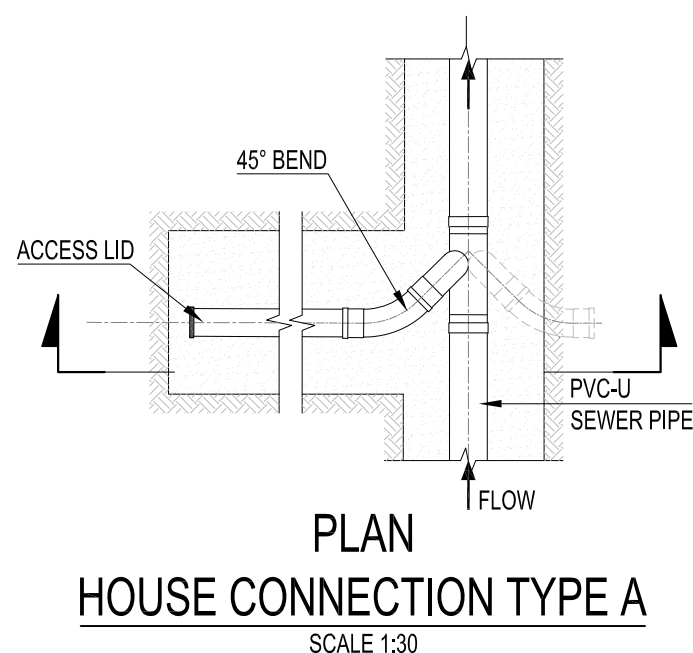 45° BEND
ACCESS LID
PVC-U
SEWER PIPE
FLOW
PLAN
HOUSE CONNECTION TYPE A
SCALE 1:30